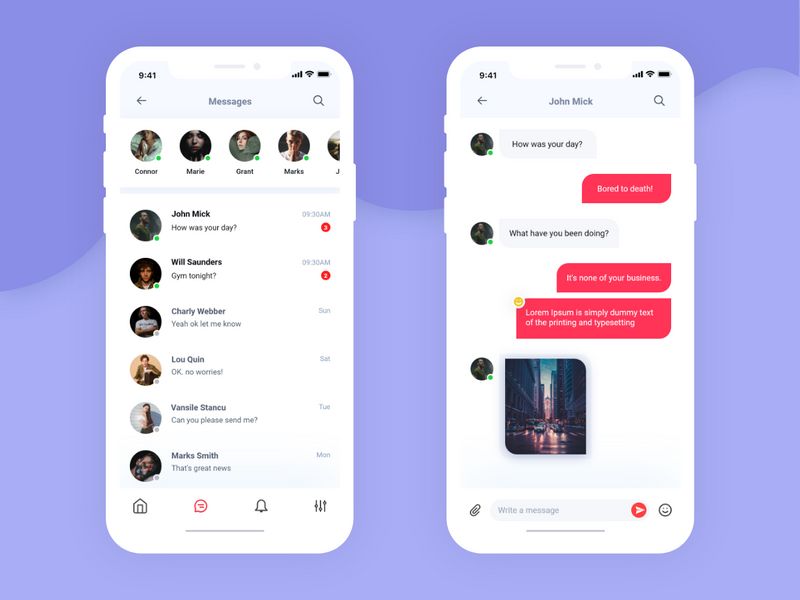 9:41
Messages
Connor
Marie
Grant
Marks
J
John Mick
09:30AM
How was your day?
3
Will Saunders
09:30AM
Gym tonight?
2
Charly Webber
Sun
Yeah ok let me know
Lou Quin
Sat
OK. no worries!
Vansile Stancu
Tue
Can you please send me?
Marks Smith
Mon
That's great news
9:41
John Mick
How was your day?
Bored to death!
What have you been doing?
It's none of your business.
Lorem Ipsum is simply dummy text
of the printing and typesetting
Write a message